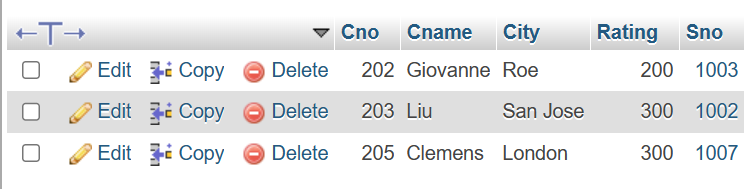 Cno Cname City Rating Sno
Edit Copy Delete 202 Giovanne Roe 200 1003
Edit Copy Delete 203 Liu San Jose 300 1002
Edit Copy Delete 205 Clemens London 300 1007